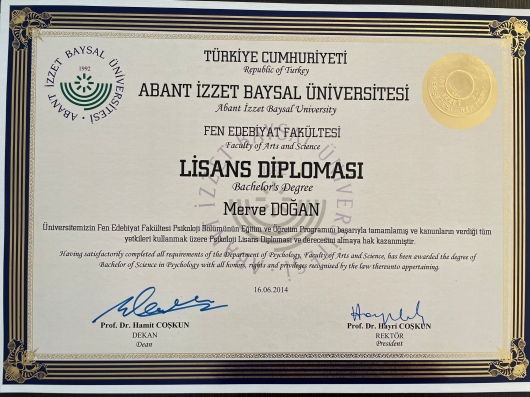 ABANT İZZET BAYSAL ÜNİVERSİTESİ
1992
TÜRKİYE CUMHURİYETİ
Republic of Turkey
ABANT İZZET BAYSAL ÜNİVERSİTESİ
Abant İzzet Baysal University
FEN EDEBİYAT FAKÜLTESİ
Faculty of Arts and Science
LİSANS DİPLOMASI
Bachelor's Degree
Merve DOĞAN
Üniversitemizin Fen Edebiyat Fakültesi Psikoloji Bölümünün Eğitim ve Öğretim Programını başarıyla tamamlamış ve kanunların verdiği tüm
yetkileri kullanmak üzere Psikoloji Lisans Diploması ve derecesini almaya hak kazanmıştır.
Having satisfactorily completed all requirements of the Department of Psychology, Faculty of Arts and Science, has been awarded the degree of
Bachelor of Science in Psychology with all honors, rights and privileges recognised by the law thereunto appertaining.
16.06.2014
Prof. Dr. Hamit COŞKUN
DEKAN
Dean
Prof. Dr. Hayri COŞKUN
REKTÖR
President